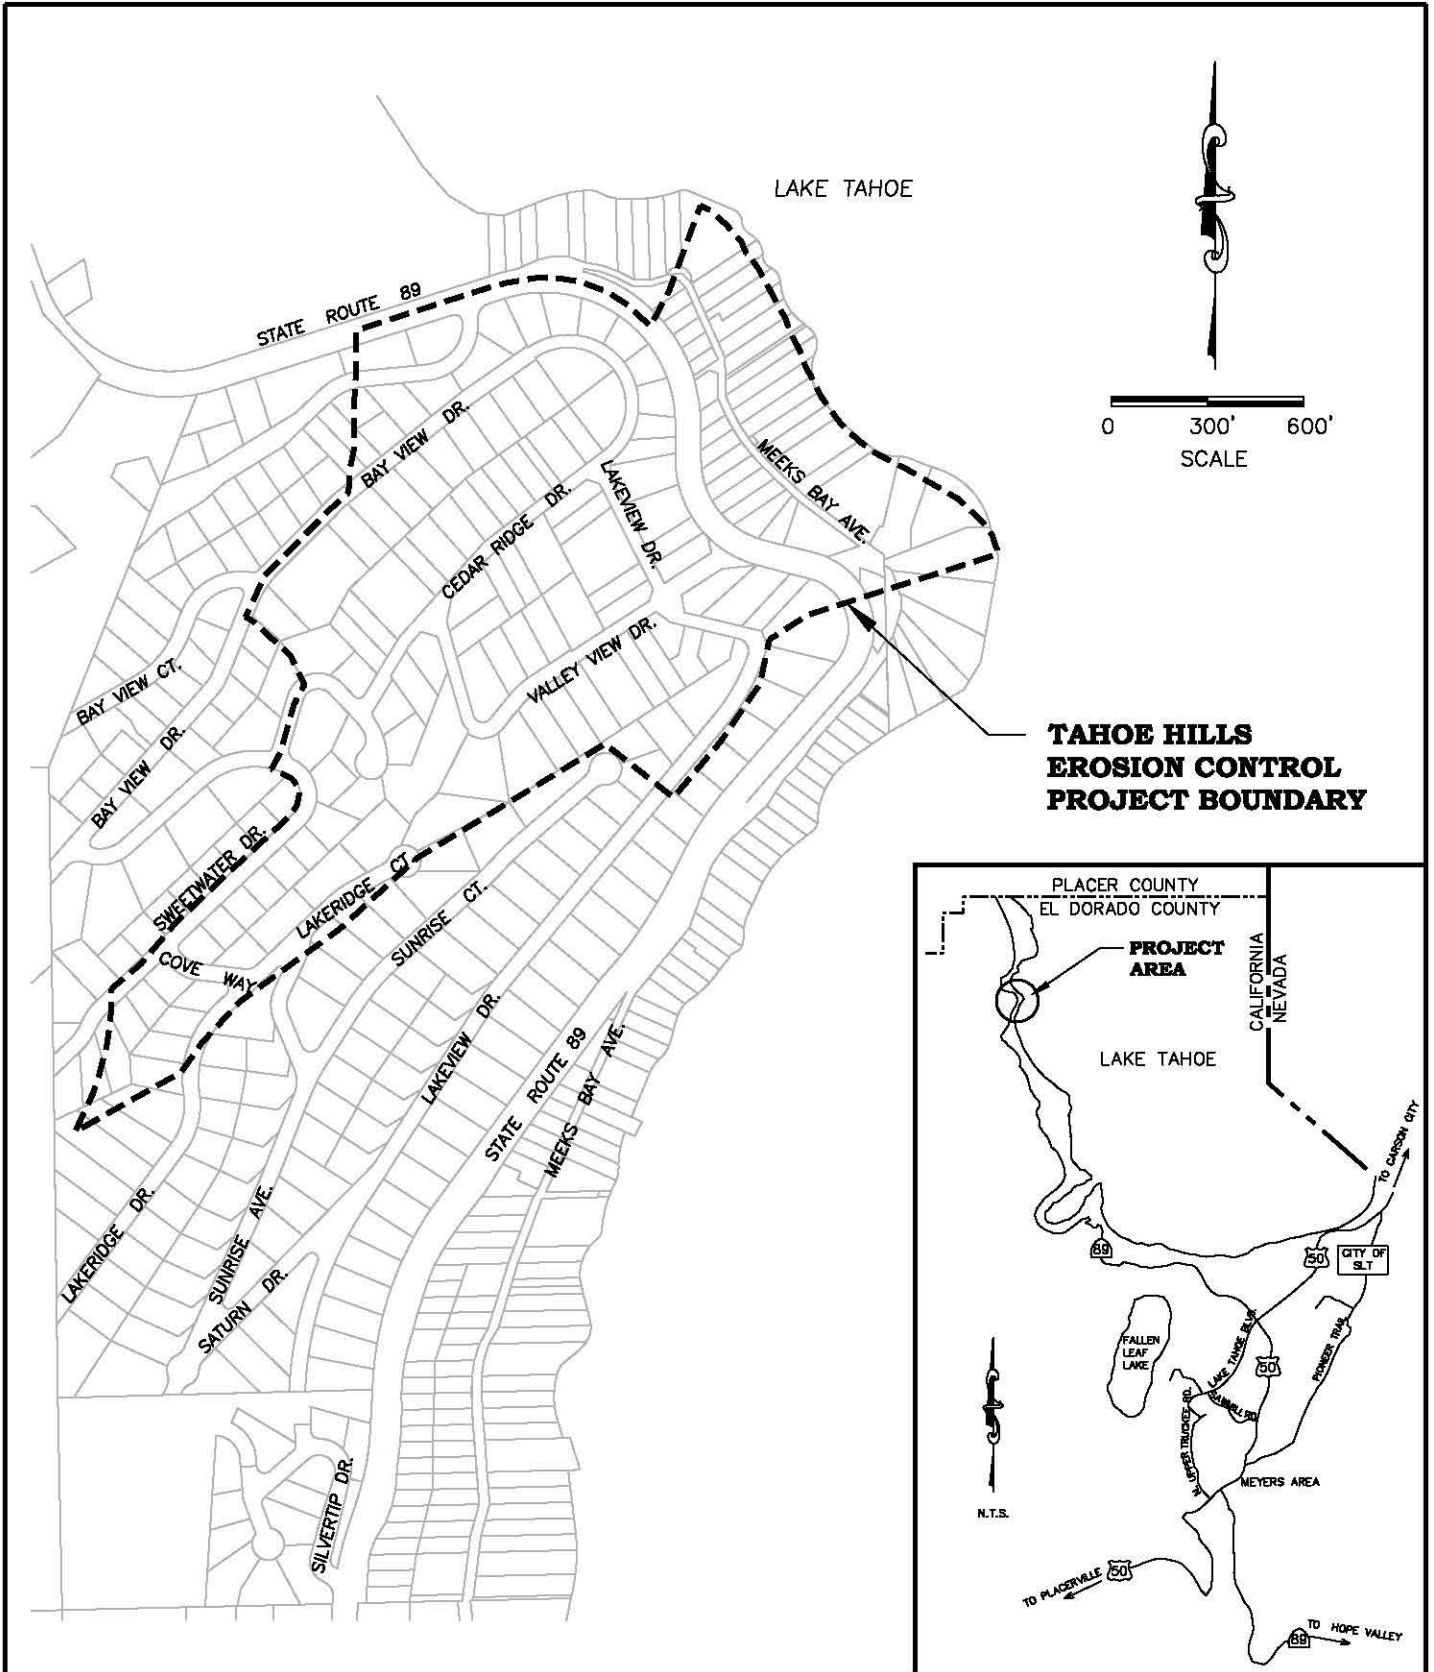 LAKE TAHOE
STATE ROUTE 89
0 300' 600'
SCALE
BAY VIEW DR.
MEEKS BAY AVE.
LAKEVIEW DR.
CEDAR RIDGE DR.
VALLEY VIEW DR.
BAY VIEW CT.
BAY VIEW DR.
TAHOE HILLS
EROSION CONTROL
PROJECT BOUNDARY
SWEETWATER DR.
LAKERIDGE CT
SUNRISE CT.
COVE WAY
LAKEVIEW DR.
STATE ROUTE 89
MEEKS BAY AVE.
LAKERIDGE DR.
SUNRISE AVE.
SATURN DR.
SILVERTIP DR.
PLACER COUNTY
EL DORADO COUNTY
PROJECT
AREA
CALIFORNIA
NEVADA
LAKE TAHOE
TO CARSON CITY
89
50
CITY OF
SLT
FALLEN
LEAF
LAKE
LAKE TAHOE BLVD.
50
PIONEER TRAIL
SAWMILL RD.
N. UPPER TRUCKEE RD.
MEYERS AREA
N.T.S.
50
TO PLACERVILLE
89
TO HOPE VALLEY